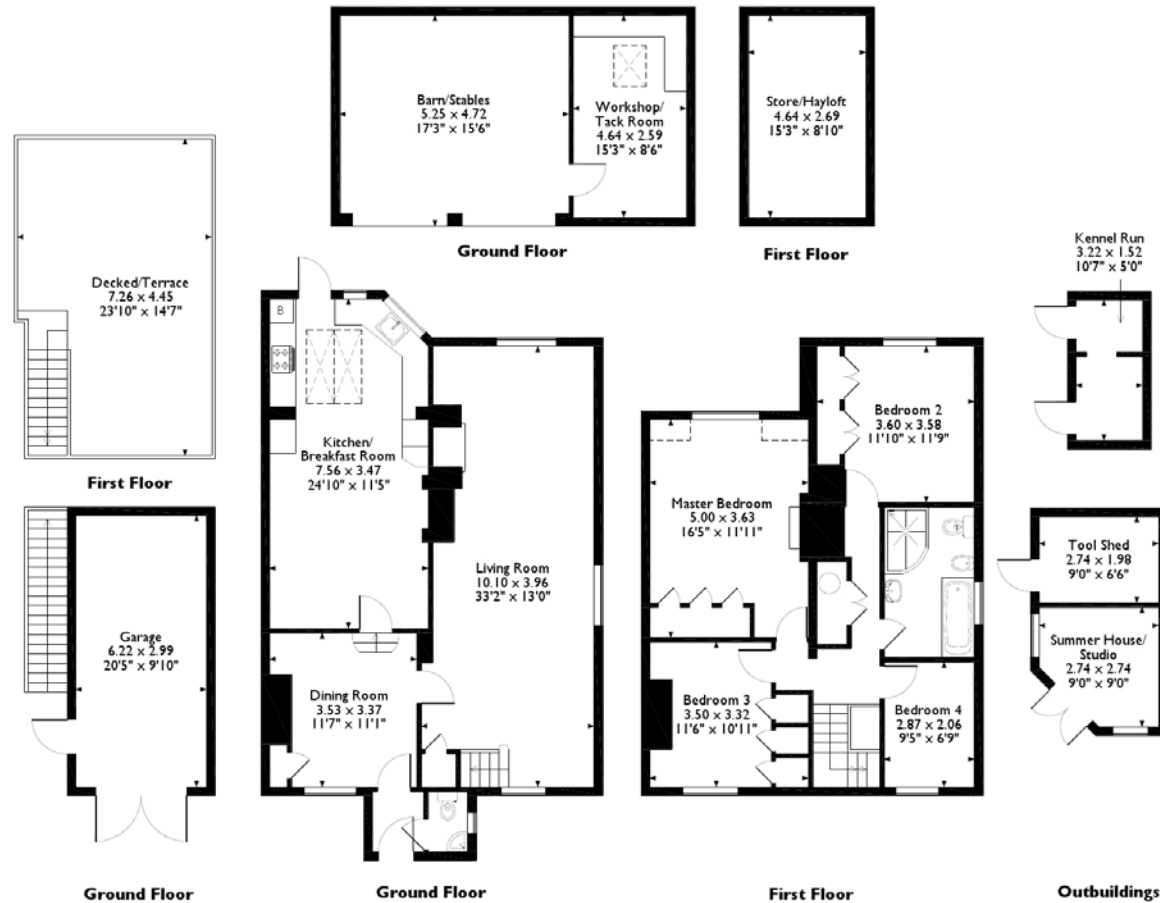 Barn/Stables
5.25 x 4.72
17'3" x 15'6"
Workshop/
Tack Room
4.64 x 2.59
15'3" x 8'6"
Ground Floor
Store/Hayloft
4.64 x 2.69
15'3" x 8'10"
First Floor
Decked/Terrace
7.26 x 4.45
23'10" x 14'7"
First Floor
Garage
6.22 x 2.99
20'5" x 9'10"
Ground Floor
B
Kitchen/
Breakfast Room
7.56 x 3.47
24'10" x 11'5"
Living Room
10.10 x 3.96
33'2" x 13'0"
Dining Room
3.53 x 3.37
11'7" x 11'1"
Ground Floor
Bedroom 2
3.60 x 3.58
11'10" x 11'9"
Master Bedroom
5.00 x 3.63
16'5" x 11'11"
Bedroom 3
3.50 x 3.32
11'6" x 10'11"
Bedroom 4
2.87 x 2.06
9'5" x 6'9"
First Floor
Kennel Run
3.22 x 1.52
10'7" x 5'0"
Tool Shed
2.74 x 1.98
9'0" x 6'6"
Summer House/
Studio
2.74 x 2.74
9'0" x 9'0"
Outbuildings